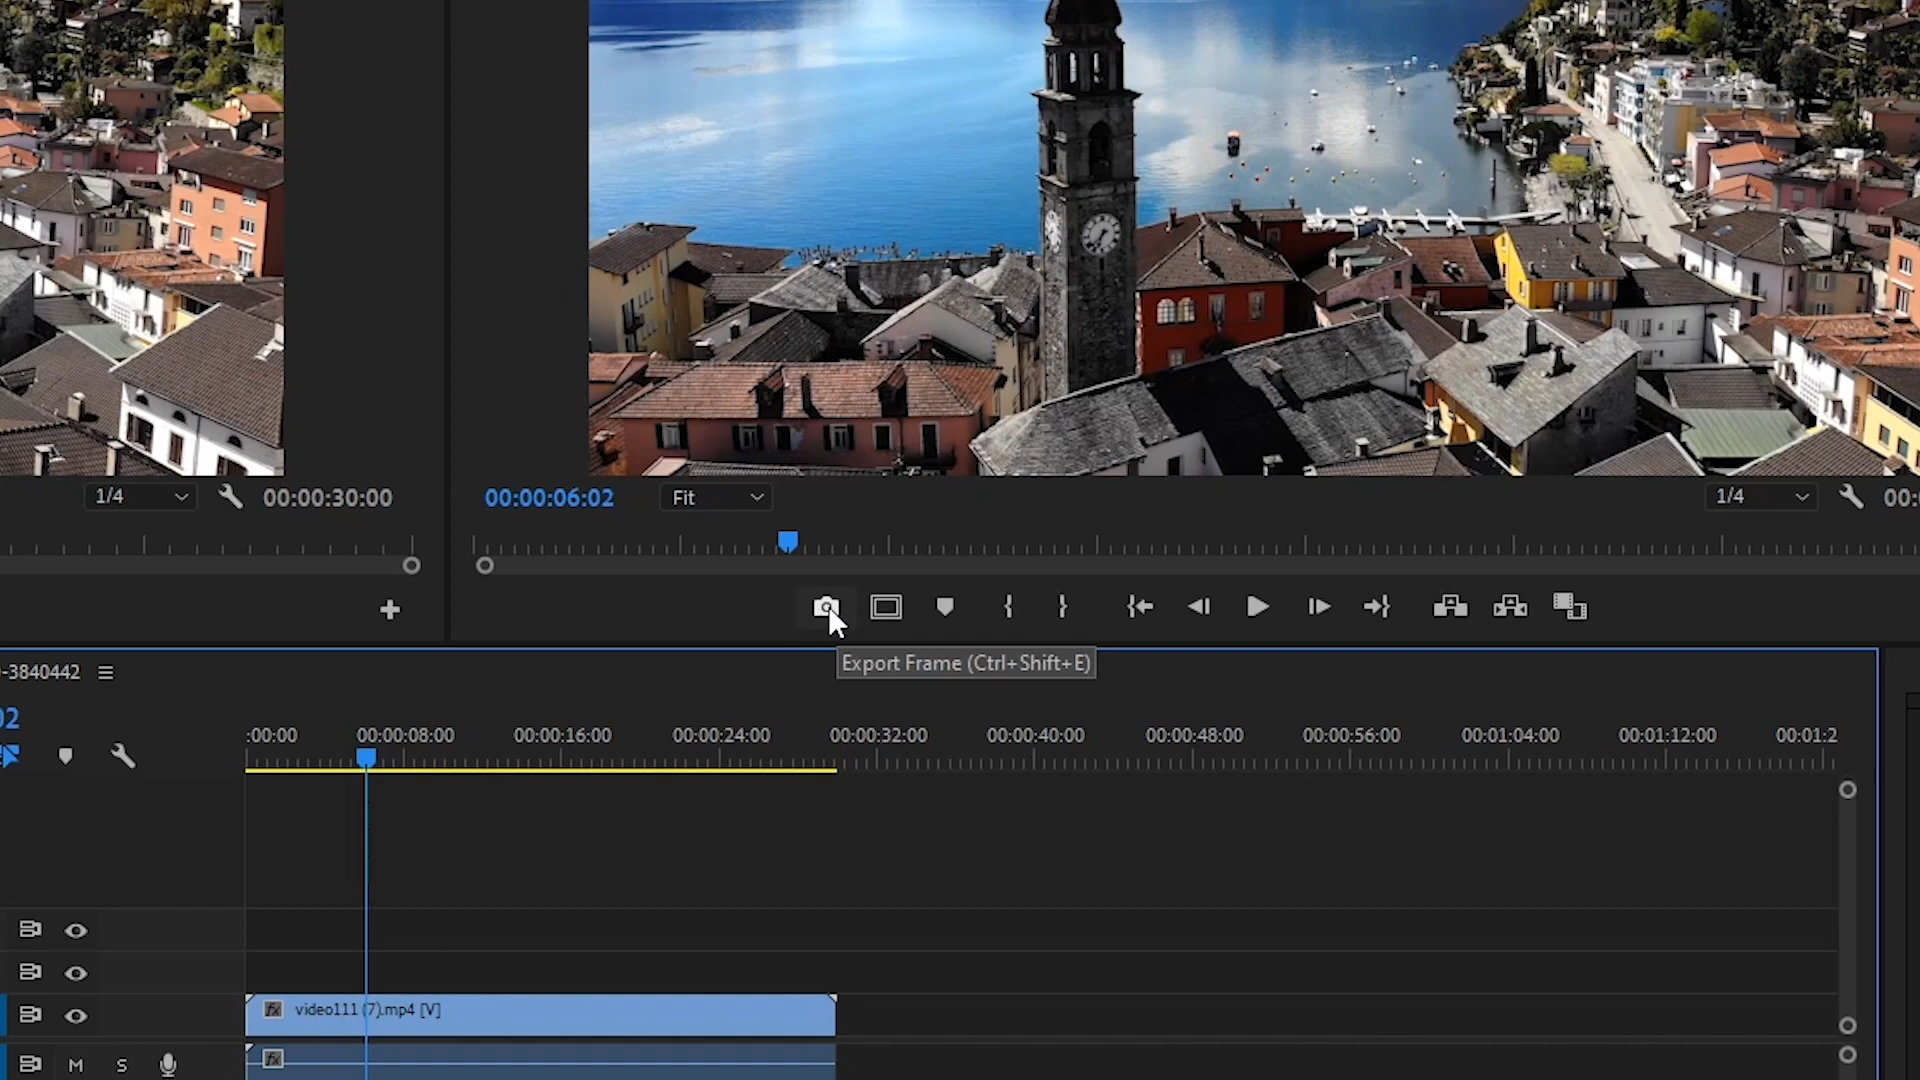 1/4
00:00:30:00
00:00:06:02
Fit
1/4
00:
Export Frame (Ctrl+Shift+E)
-3840442
02
:00:00
00:00:08:00
00:00:16:00
00:00:24:00
00:00:32:00
00:00:40:00
00:00:48:00
00:00:56:00
00:01:04:00
00:01:12:00
00:01:2
fx
video111 (7).mp4 [V]
M
S
fx